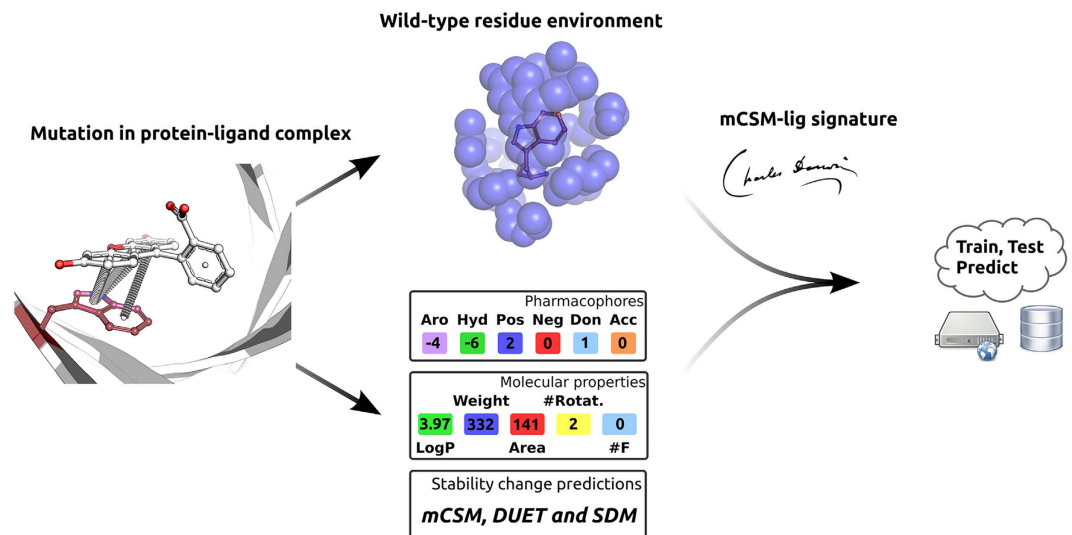 Wild-type residue environment
Mutation in protein-ligand complex
mCSM-lig signature
Charles Darwin
Train, Test
Predict
Pharmacophores
Aro Hyd Pos Neg Don Acc
-4 -6 2 0 1 0
Molecular properties
Weight #Rotat.
3.97 332 141 2 0
LogP Area #F
Stability change predictions
mCSM, DUET and SDM